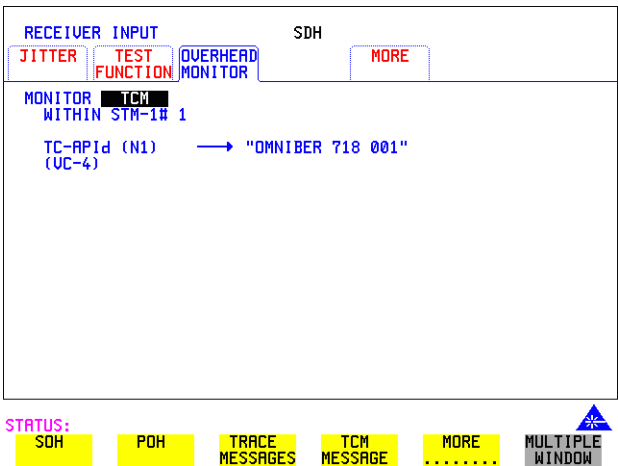 RECEIVER INPUT SDH
JITTER TEST FUNCTION OVERHEAD MONITOR MORE
MONITOR TCM
WITHIN STM-1# 1
TC-APId (N1) → "OMNIBER 718 001"
(VC-4)
STATUS:
SOH POH TRACE MESSAGES TCM MESSAGE MORE ........ MULTIPLE WINDOW